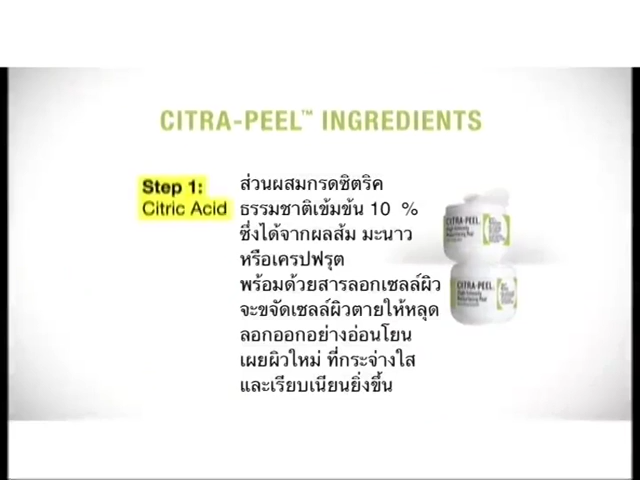 CITRA-PEEL™ INGREDIENTS
Step 1:
Citric Acid
ส่วนผสมกรดซิตริค
ธรรมชาติเข้มข้น 10 %
ซึ่งได้จากผลส้ม มะนาว
หรือเครปฟรุต
พร้อมด้วยสารลอกเซลล์ผิว
จะขจัดเซลล์ผิวตายให้หลุด
ลอกออกอย่างอ่อนโยน
เผยผิวใหม่ ที่กระจ่างใส
และเรียบเนียนยิ่งขึ้น
CITRA-PEEL
CITRA-PEEL